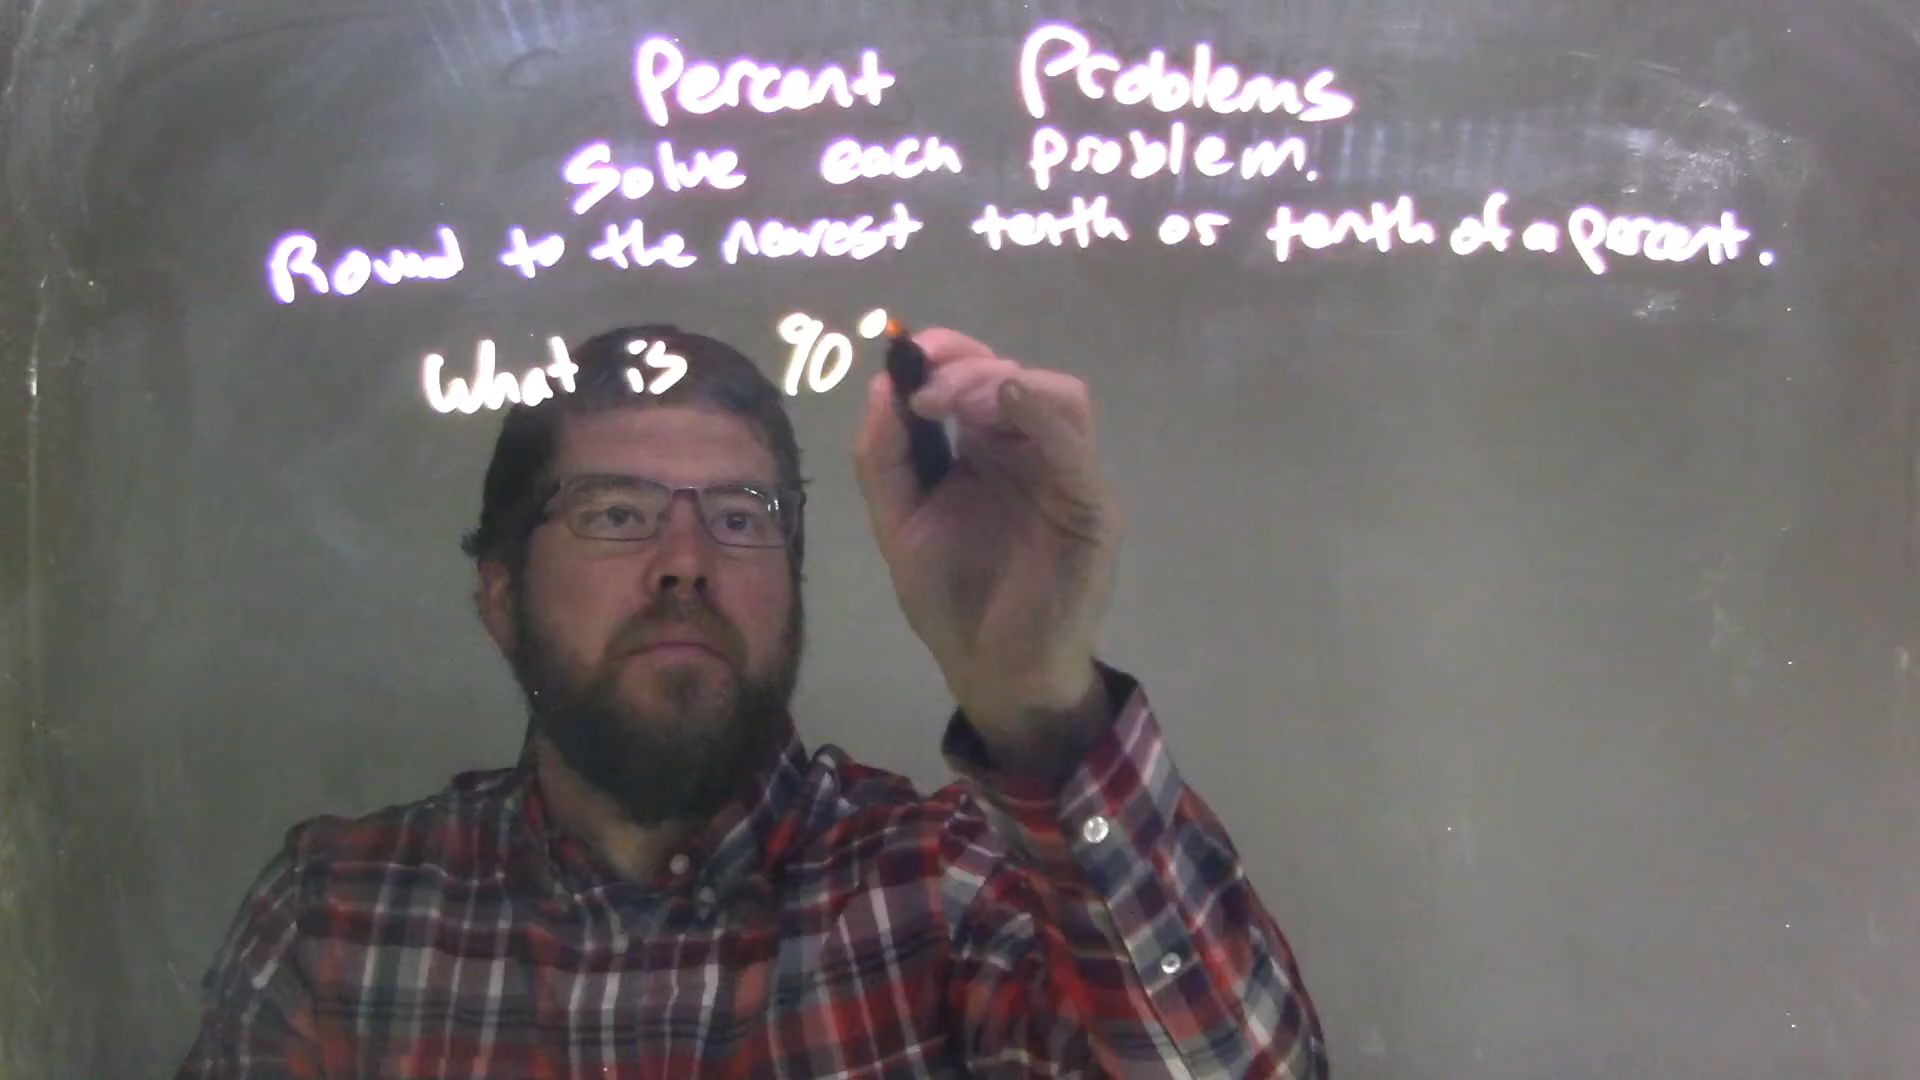 Percent Problems
Solve each problem.
Round to the nearest tenth or tenth of a percent.
What is 90°